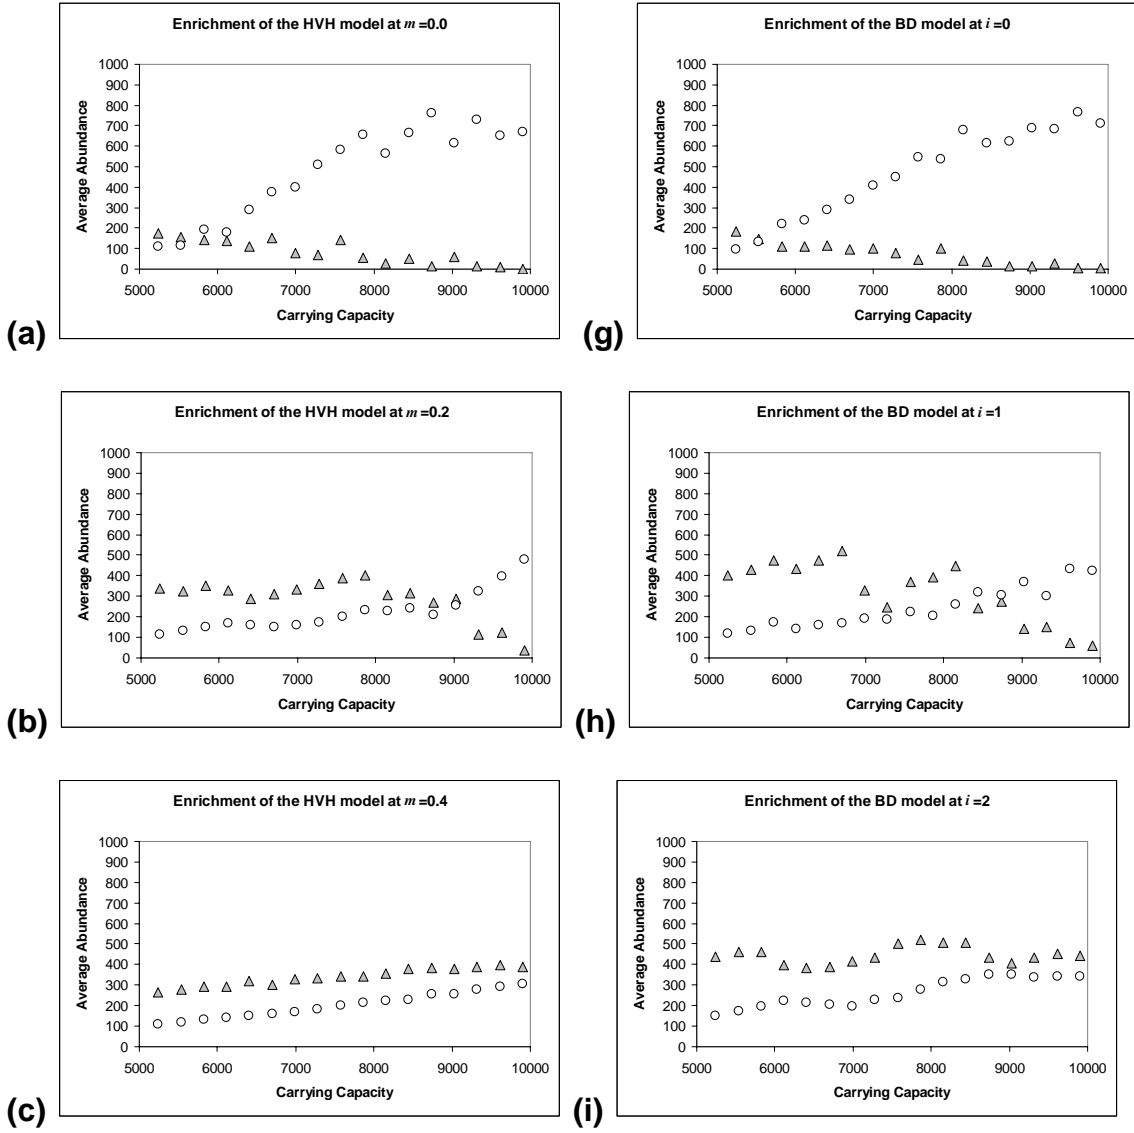 Enrichment of the HVH model at m=0.0
1000
900
800
700
600
500
400
300
200
100
0
5000 6000 7000 8000 9000 10000
Average Abundance
Carrying Capacity
(a)
Enrichment of the BD model at i=0
1000
900
800
700
600
500
400
300
200
100
0
5000 6000 7000 8000 9000 10000
Average Abundance
Carrying Capacity
(g)
Enrichment of the HVH model at m=0.2
1000
900
800
700
600
500
400
300
200
100
0
5000 6000 7000 8000 9000 10000
Average Abundance
Carrying Capacity
(b)
Enrichment of the BD model at i=1
1000
900
800
700
600
500
400
300
200
100
0
5000 6000 7000 8000 9000 10000
Average Abundance
Carrying Capacity
(h)
Enrichment of the HVH model at m=0.4
1000
900
800
700
600
500
400
300
200
100
0
5000 6000 7000 8000 9000 10000
Average Abundance
Carrying Capacity
(c)
Enrichment of the BD model at i=2
1000
900
800
700
600
500
400
300
200
100
0
5000 6000 7000 8000 9000 10000
Average Abundance
Carrying Capacity
(i)